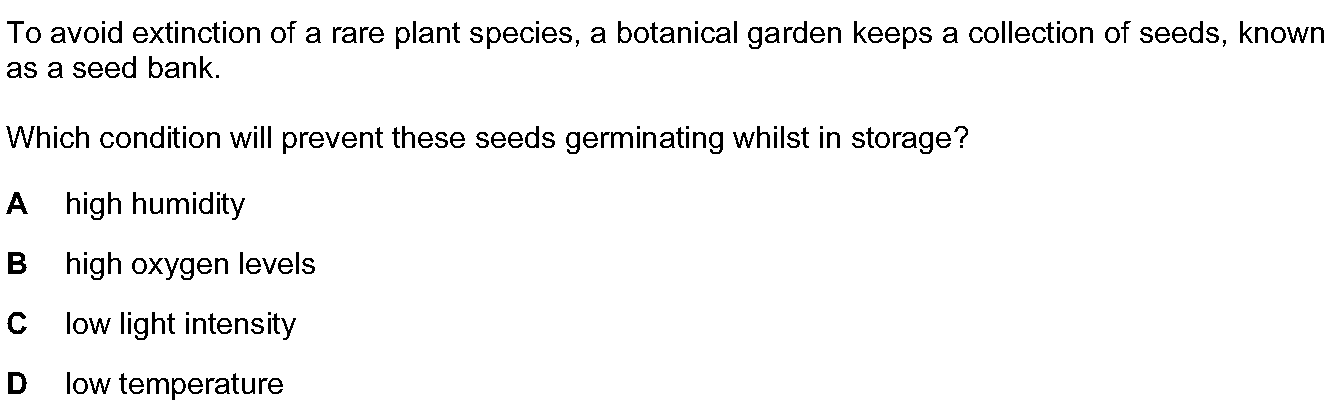 To avoid extinction of a rare plant species, a botanical garden keeps a collection of seeds, known
as a seed bank.
Which condition will prevent these seeds germinating whilst in storage?
A high humidity
B high oxygen levels
C low light intensity
D low temperature